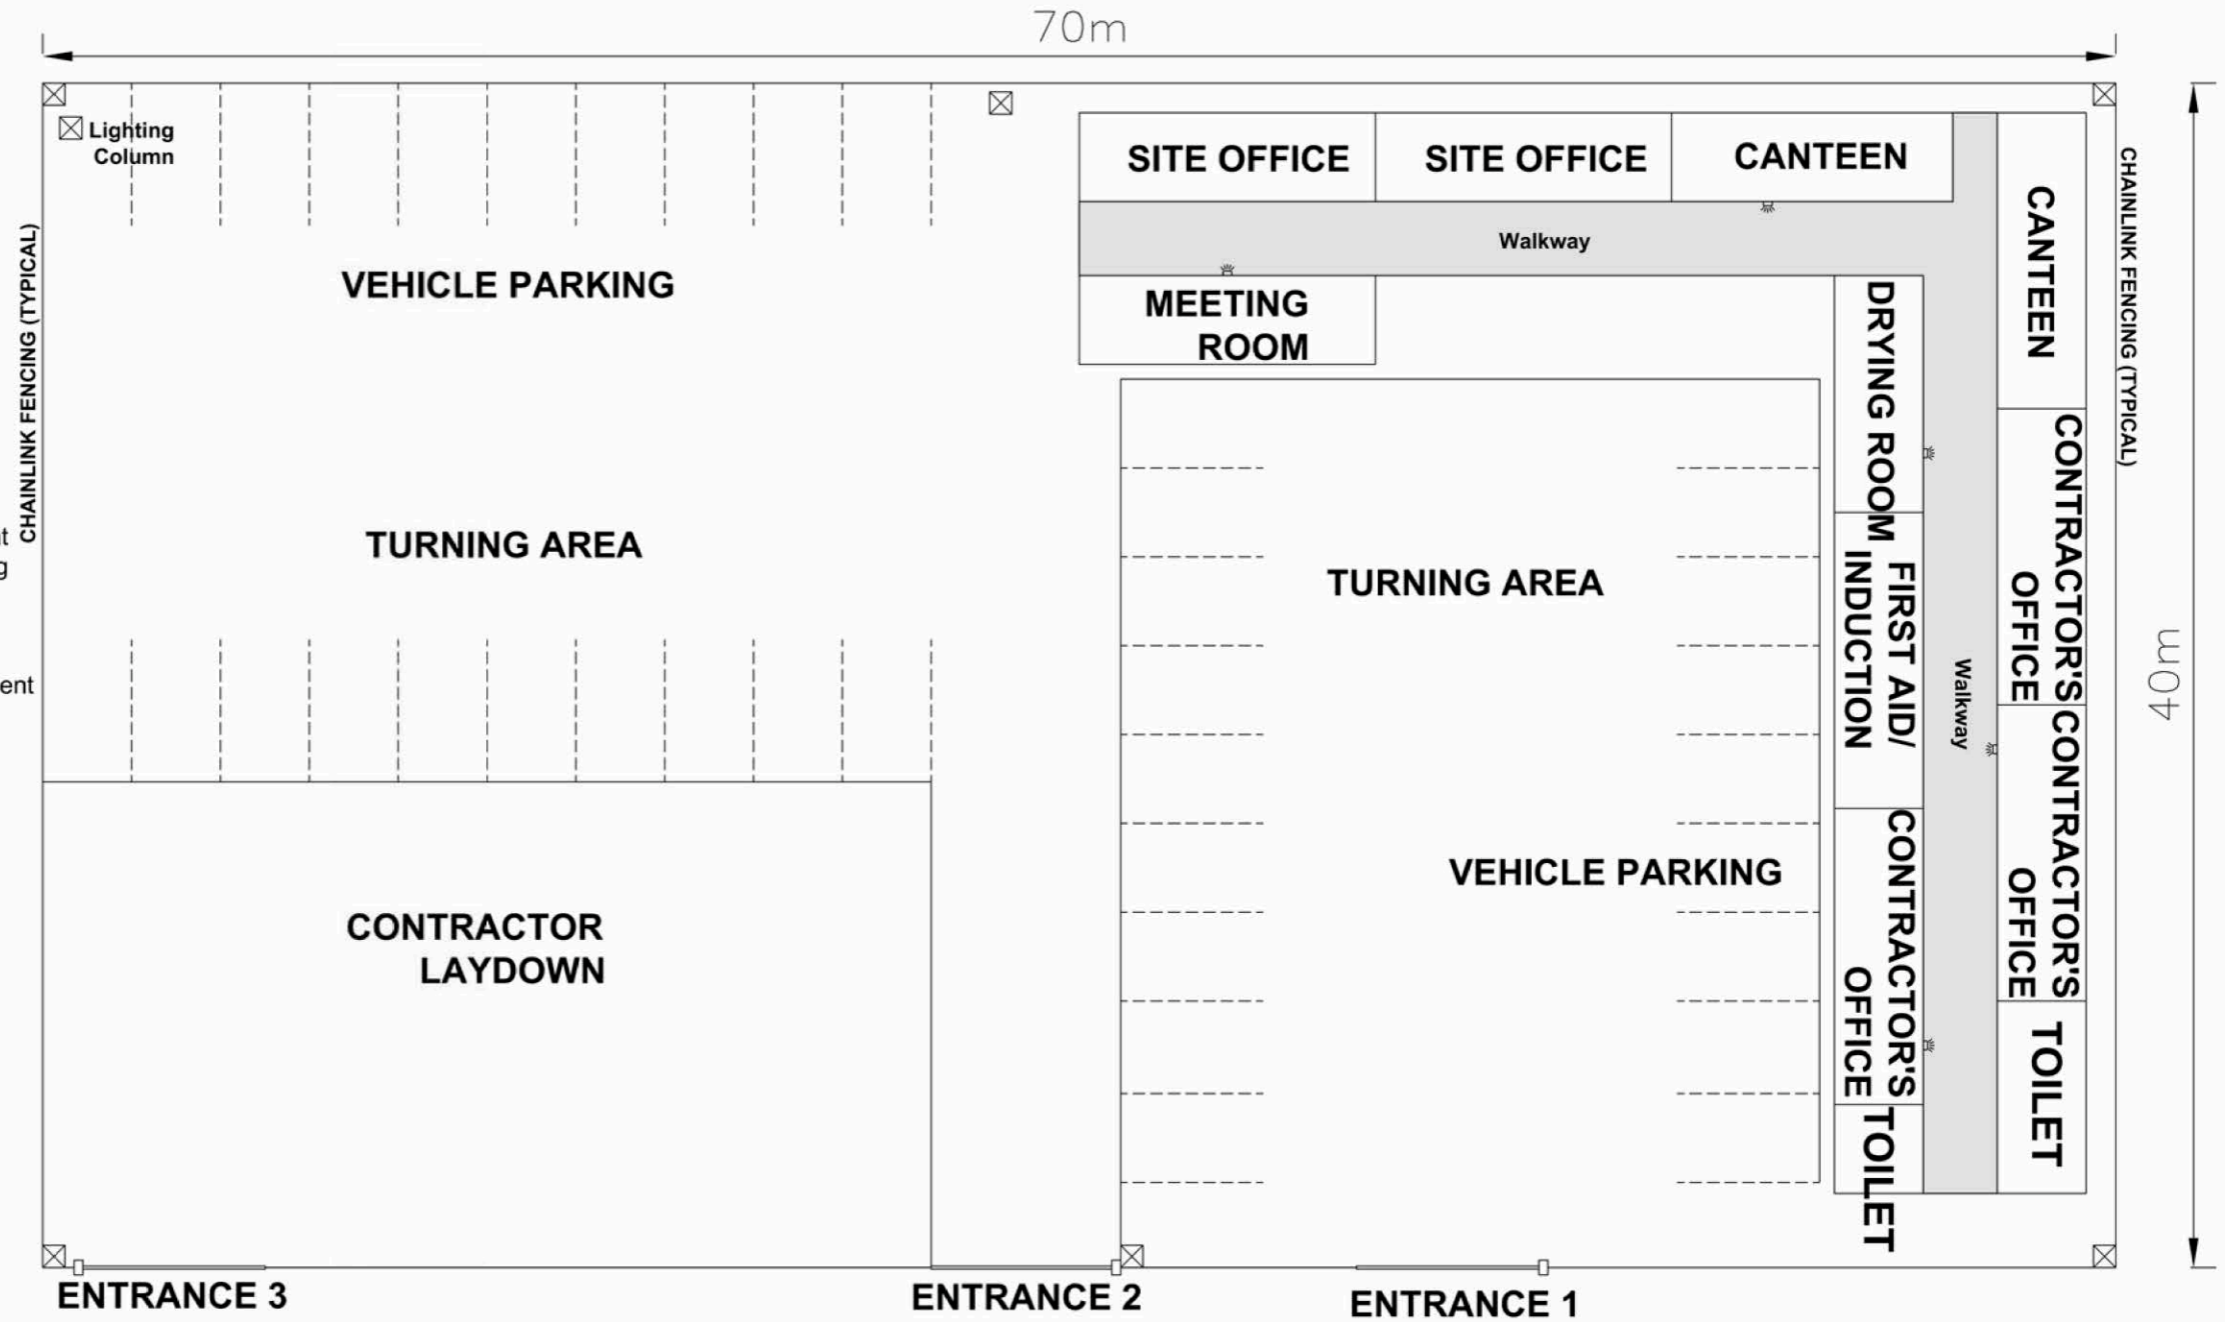 70m
Lighting
Column
SITE OFFICE
SITE OFFICE
CANTEEN
CANTEEN
CHAINLINK FENCING (TYPICAL)
CHAINLINK FENCING (TYPICAL)
Walkway
VEHICLE PARKING
MEETING
ROOM
DRYING ROOM
CONTRACTOR'S
OFFICE
TURNING AREA
TURNING AREA
FIRST AID/
INDUCTION
Walkway
40m
ent
CONTRACTOR'S
OFFICE
VEHICLE PARKING
CONTRACTOR'S
OFFICE
CONTRACTOR
LAYDOWN
TOILET
TOILET
ENTRANCE 3
ENTRANCE 2
ENTRANCE 1